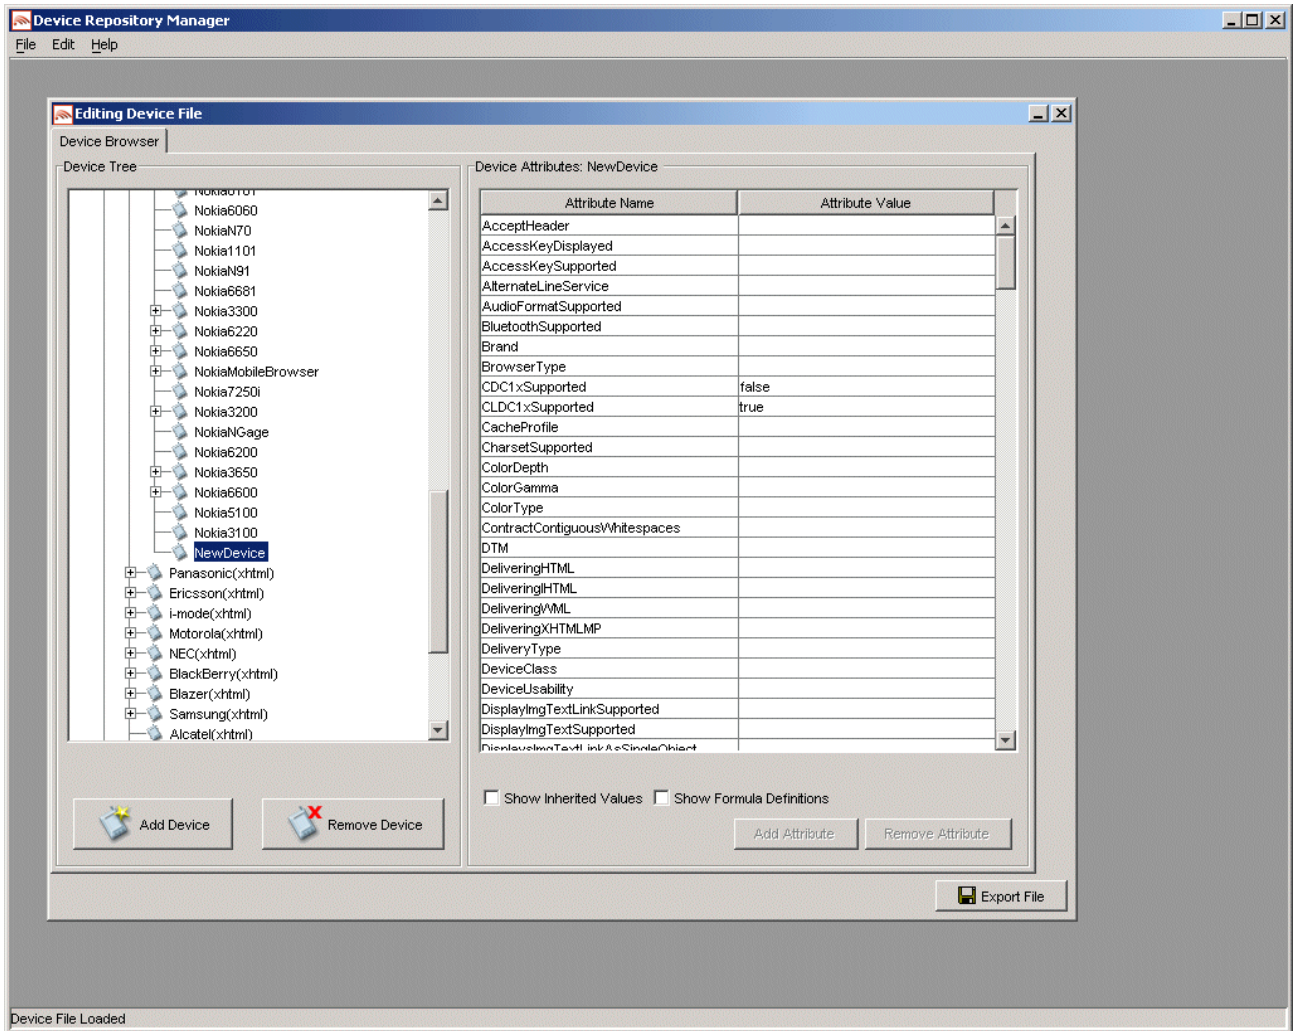 Device Repository Manager
File Edit Help
Editing Device File
Device Browser
Device Tree
Nokia6101
Nokia6060
NokiaN70
Nokia1101
NokiaN91
Nokia6681
Nokia3300
Nokia6220
Nokia6650
NokiaMobileBrowser
Nokia7250i
Nokia3200
NokiaNGage
Nokia6200
Nokia3650
Nokia6600
Nokia5100
Nokia3100
NewDevice
Panasonic(xhtml)
Ericsson(xhtml)
i-mode(xhtml)
Motorola(xhtml)
NEC(xhtml)
BlackBerry(xhtml)
Blazer(xhtml)
Samsung(xhtml)
Alcatel(xhtml)
Add Device
Remove Device
Device Attributes: NewDevice
Attribute Name Attribute Value
AcceptHeader
AccessKeyDisplayed
AccessKeySupported
AlternateLineService
AudioFormatSupported
BluetoothSupported
Brand
BrowserType
CDC1xSupported false
CLDC1xSupported true
CacheProfile
CharsetSupported
ColorDepth
ColorGamma
ColorType
ContractContiguousWhitespaces
DTM
DeliveringHTML
DeliveringIHTML
DeliveringWML
DeliveringXHTMLMP
DeliveryType
DeviceClass
DeviceUsability
DisplayImgTextLinkSupported
DisplayImgTextSupported
DisplaysImgTextLinkAsSingleObject
Show Inherited Values Show Formula Definitions
Add Attribute Remove Attribute
Export File
Device File Loaded